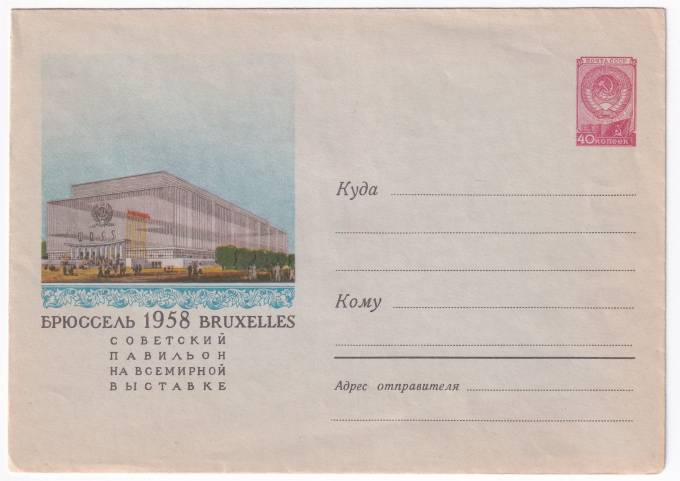 ПОЧТА СССР
40 КОПЕЕК
Куда
Кому
Адрес отправителя
БРЮССЕЛЬ 1958 BRUXELLES
СОВЕТСКИЙ
ПАВИЛЬОН
НА ВСЕМИРНОЙ
ВЫСТАВКЕ